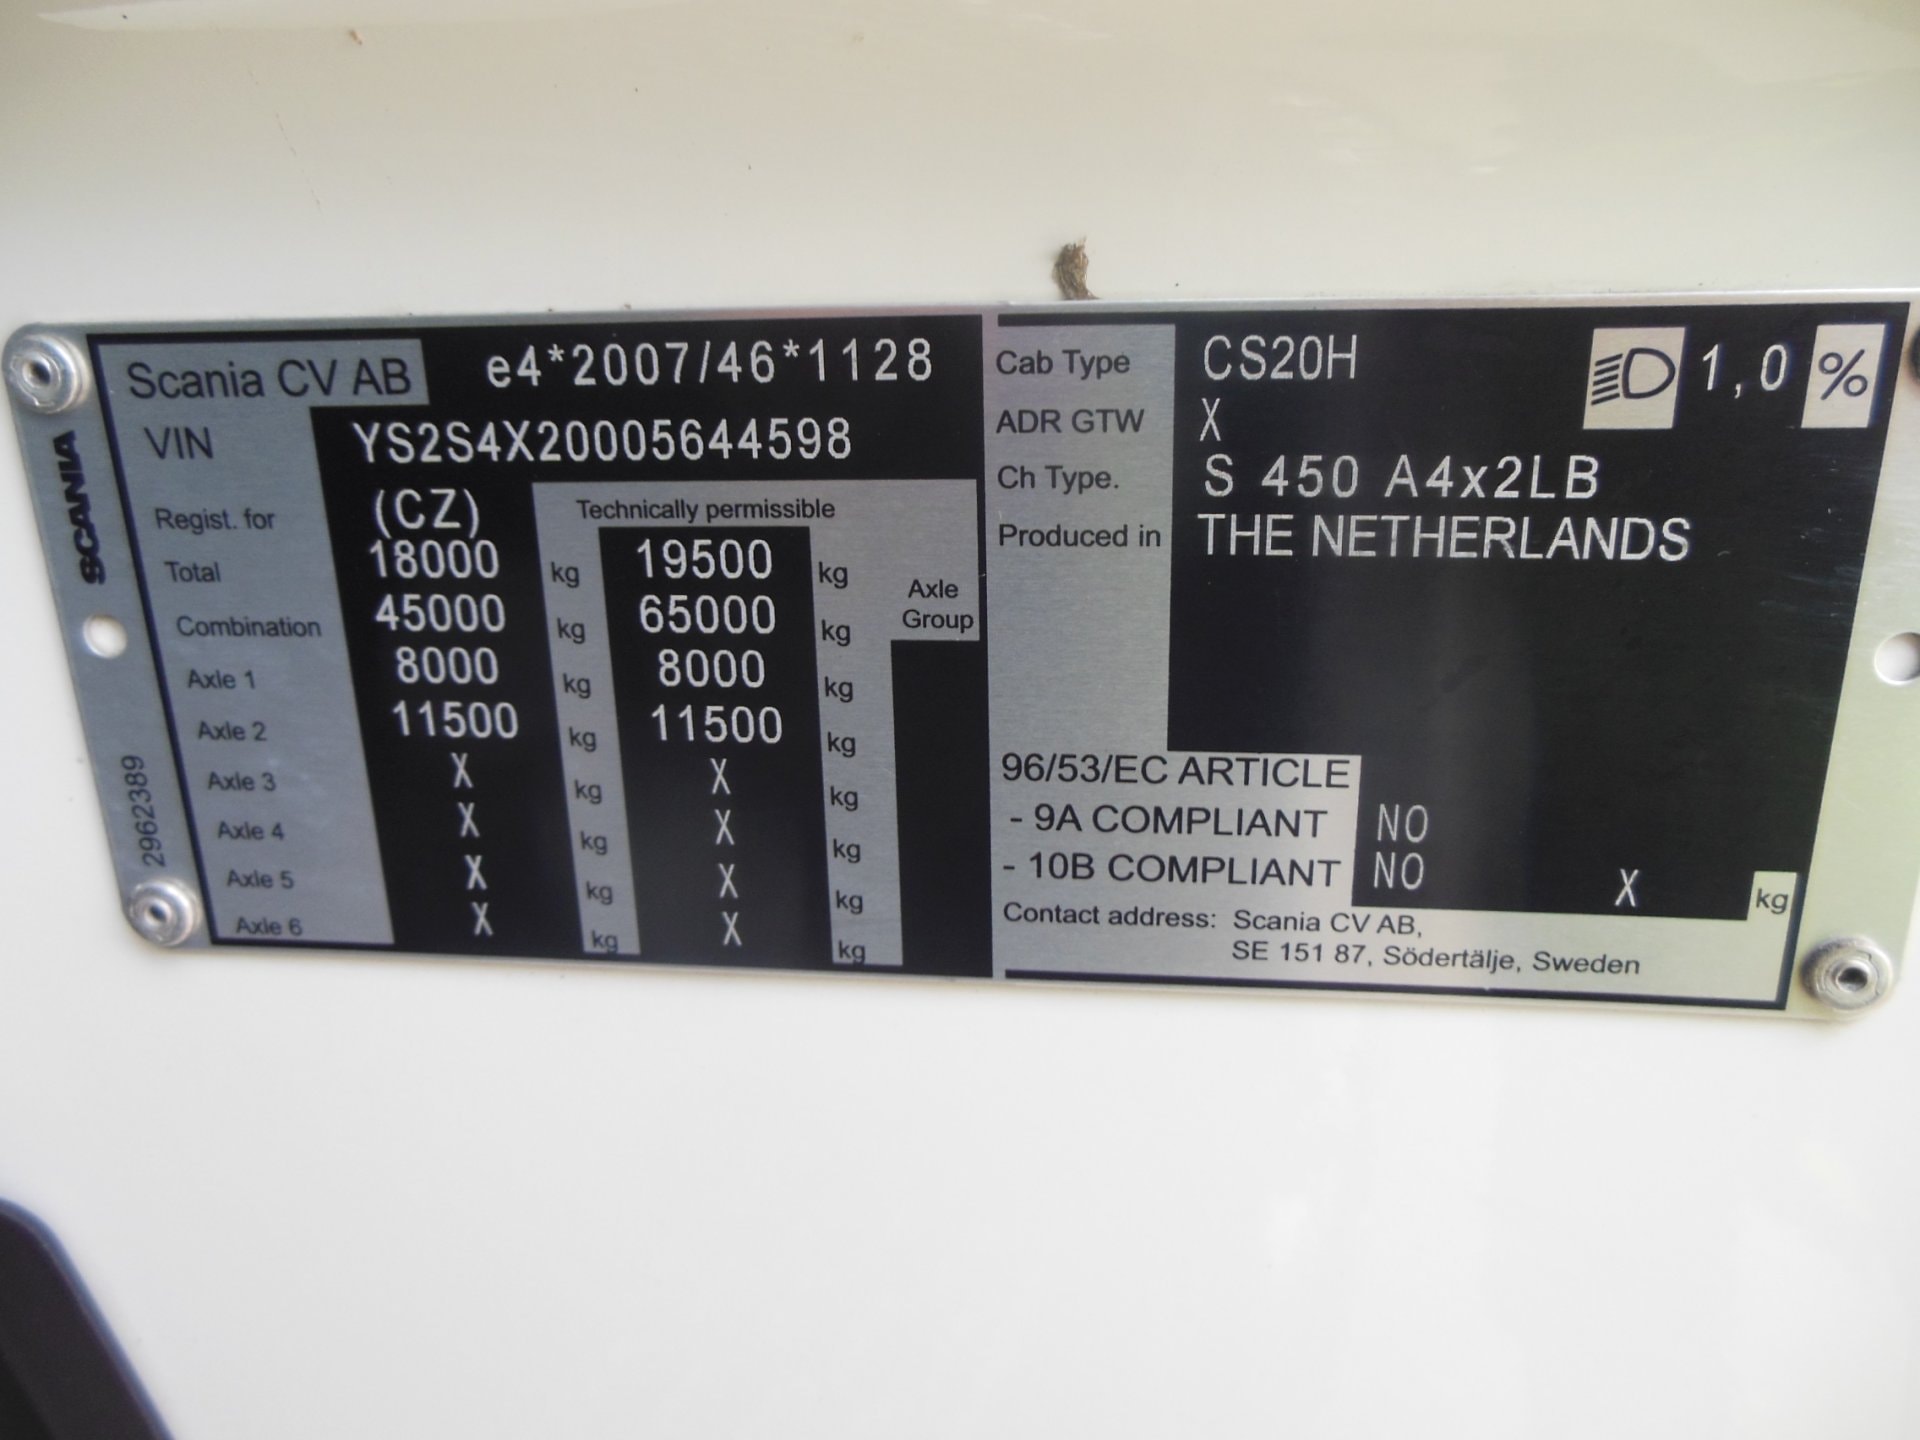 Scania CV AB e4*2007/46*1128
VIN YS2S4X20005644598
Regist. for (CZ) Technically permissible
Total 18000 kg 19500 kg Axle Group
Combination 45000 kg 65000 kg
Axle 1 8000 kg 8000 kg
Axle 2 11500 kg 11500 kg
Axle 3 X kg X kg
Axle 4 X kg X kg
Axle 5 X kg X kg
Axle 6 X kg X kg
SCANIA
2962389
Cab Type CS20H 1,0 %
ADR GTW X
Ch Type. S 450 A4x2LB
Produced in THE NETHERLANDS
96/53/EC ARTICLE
- 9A COMPLIANT NO
- 10B COMPLIANT NO X kg
Contact address: Scania CV AB,
SE 151 87, Södertälje, Sweden